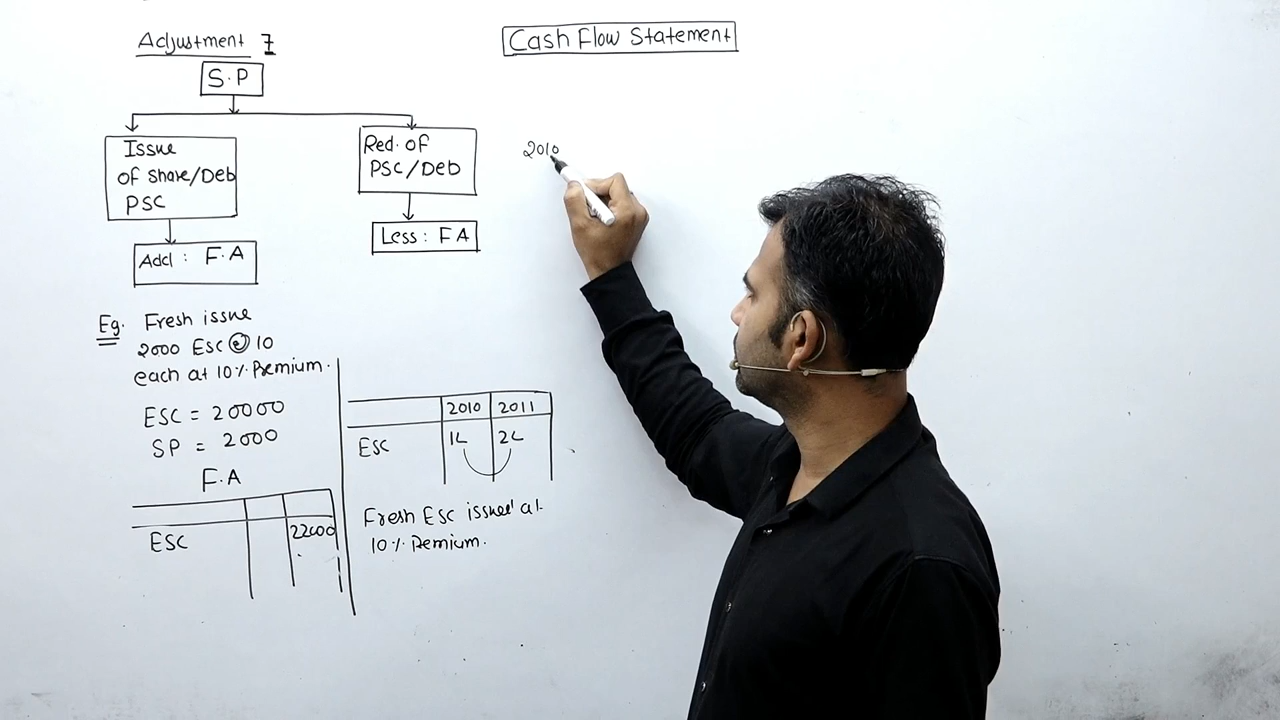 Adjustment 7
Cash Flow Statement
S.P
Issue
of share/Deb
PSC
Red. of
PSC/Deb
2010
Add : F.A
Less : F A
Eg. Fresh issue
2000 ESC @ 10
each at 10% Premium.
ESC = 20000
SP = 2000
F.A
ESC 22000
2010 2011
ESC 1L 2L
Fresh ESC issued at
10% Premium.